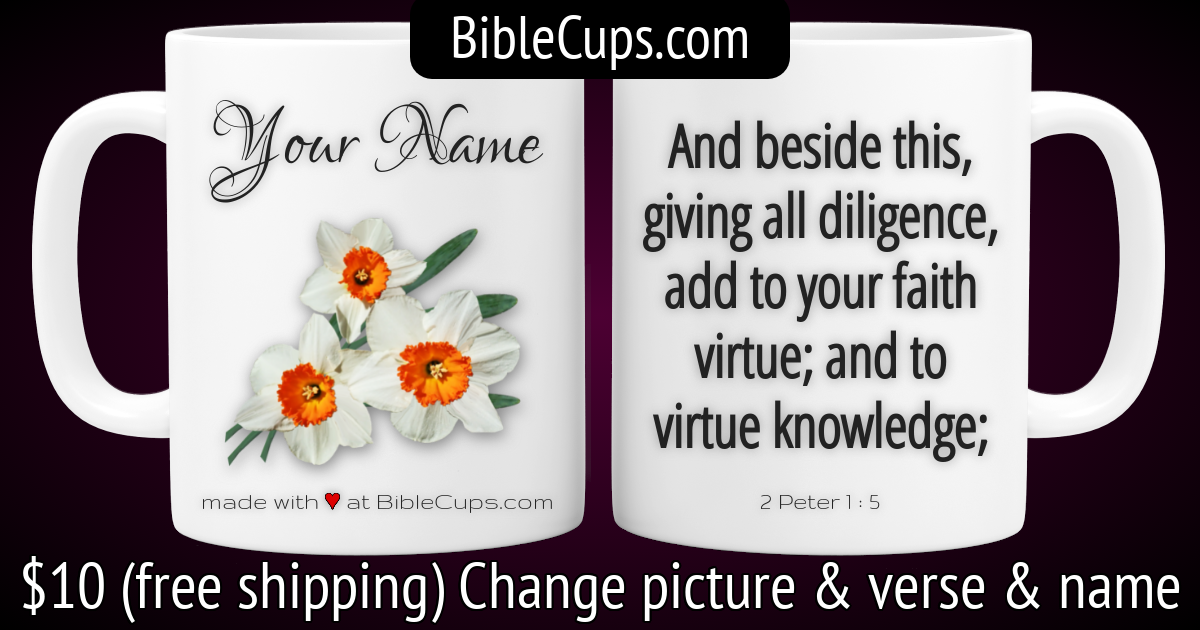 BibleCups.com
Your Name
made with ♥ at BibleCups.com
And beside this,
giving all diligence,
add to your faith
virtue; and to
virtue knowledge;
2 Peter 1 : 5
$10 (free shipping) Change picture & verse & name